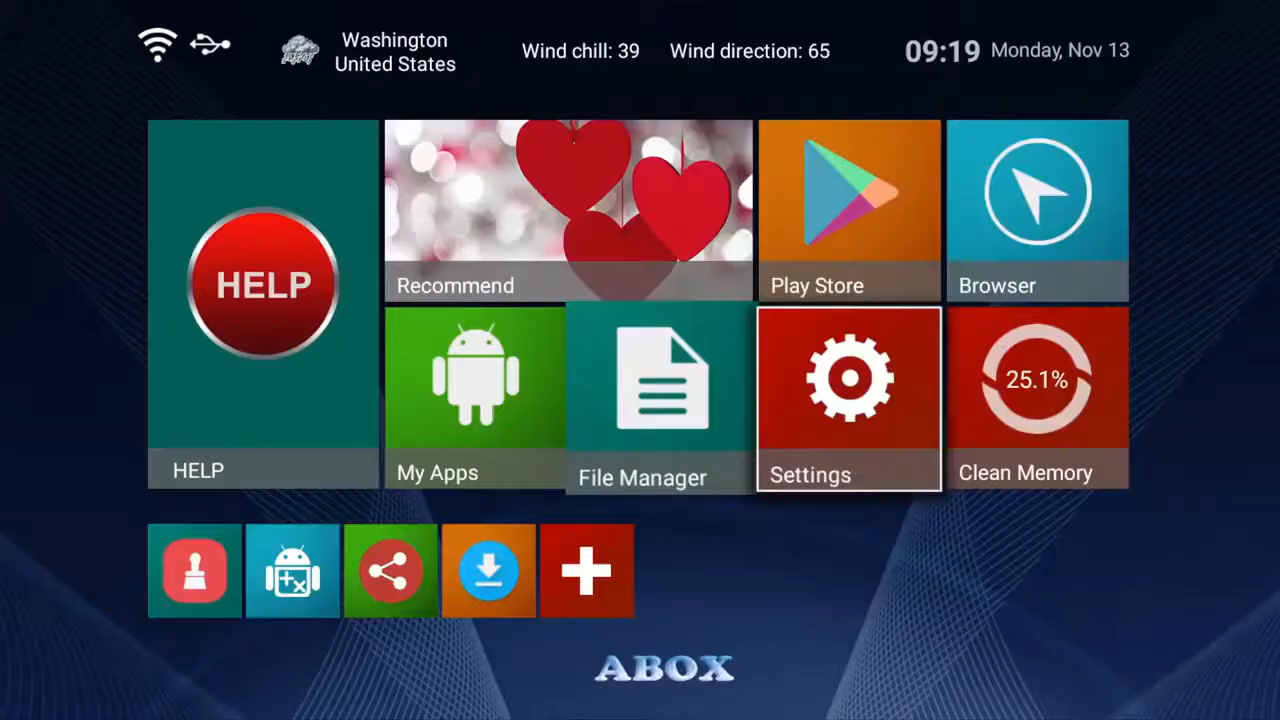 Washington
United States
Wind chill: 39
Wind direction: 65
09:19 Monday, Nov 13
HELP
HELP
Recommend
Play Store
Browser
My Apps
File Manager
Settings
25.1%
Clean Memory
ABOX